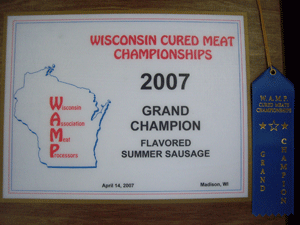 WISCONSIN CURED MEAT
CHAMPIONSHIPS
2007
GRAND
CHAMPION
FLAVORED
SUMMER SAUSAGE
Wisconsin
Association
Meat
Processors
April 14, 2007
Madison, WI
W.A.M.P.
CURED MEATS
CHAMPIONSHIPS
GRAND
CHAMPION